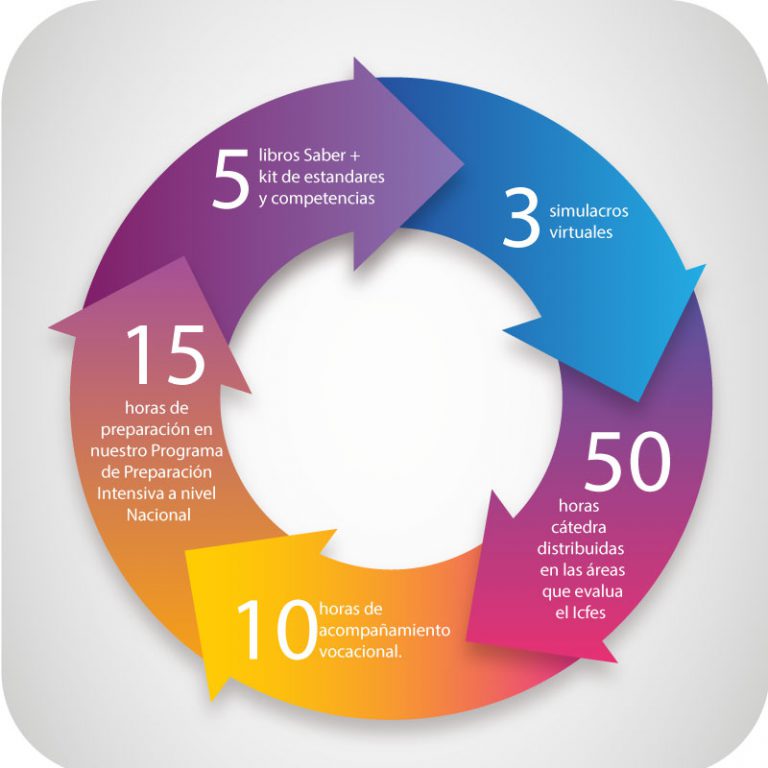 5
libros Saber +
kit de estandares
y competencias
3
simulacros
virtuales
50
horas
cátedra
distribuidas
en las áreas
que evalua
el Icfes
10
horas de
acompañamiento
vocacional.
15
horas de
preparación en
nuestro Programa
de Preparación
Intensiva a nivel
Nacional